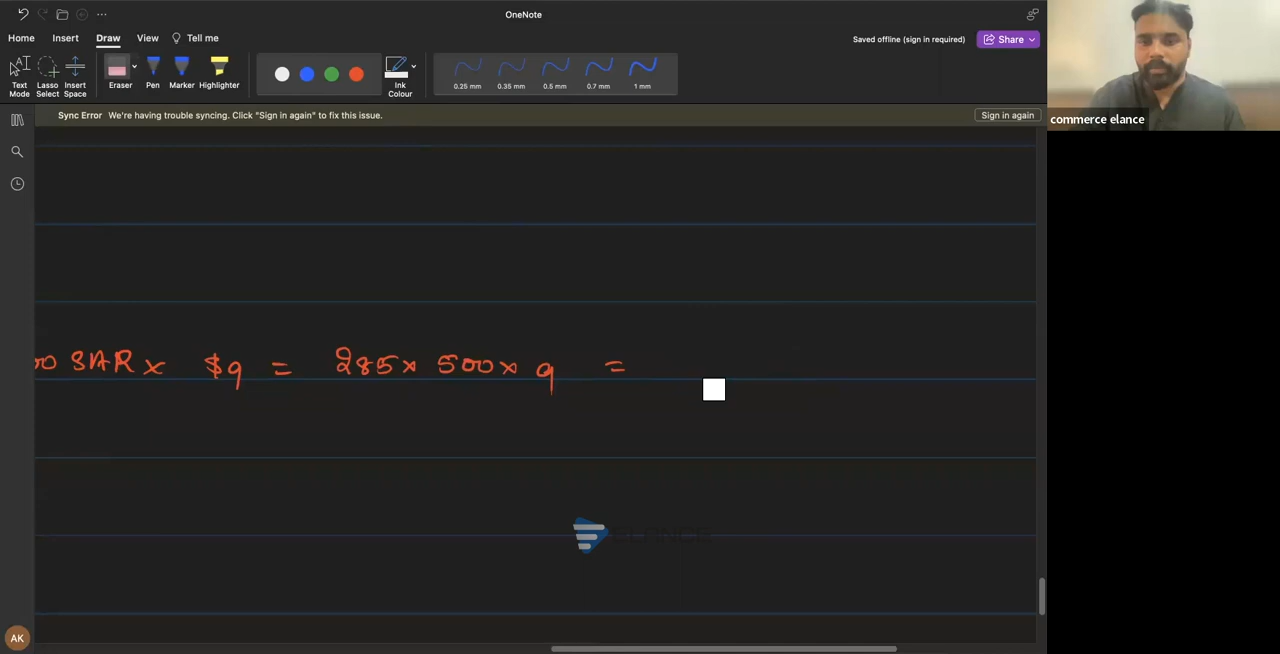 OneNote
Home Insert Draw View Tell me
Saved offline (sign in required) Share
Text Mode
Lasso Select
Insert Space
Eraser
Pen
Marker
Highlighter
Ink Colour
0.25 mm 0.35 mm 0.5 mm 0.7 mm 1 mm
commerce elance
Sync Error We're having trouble syncing. Click "Sign in again" to fix this issue. Sign in again
00 SAR x $9 = 285 x 500 x 9 =
ELANCE
AK